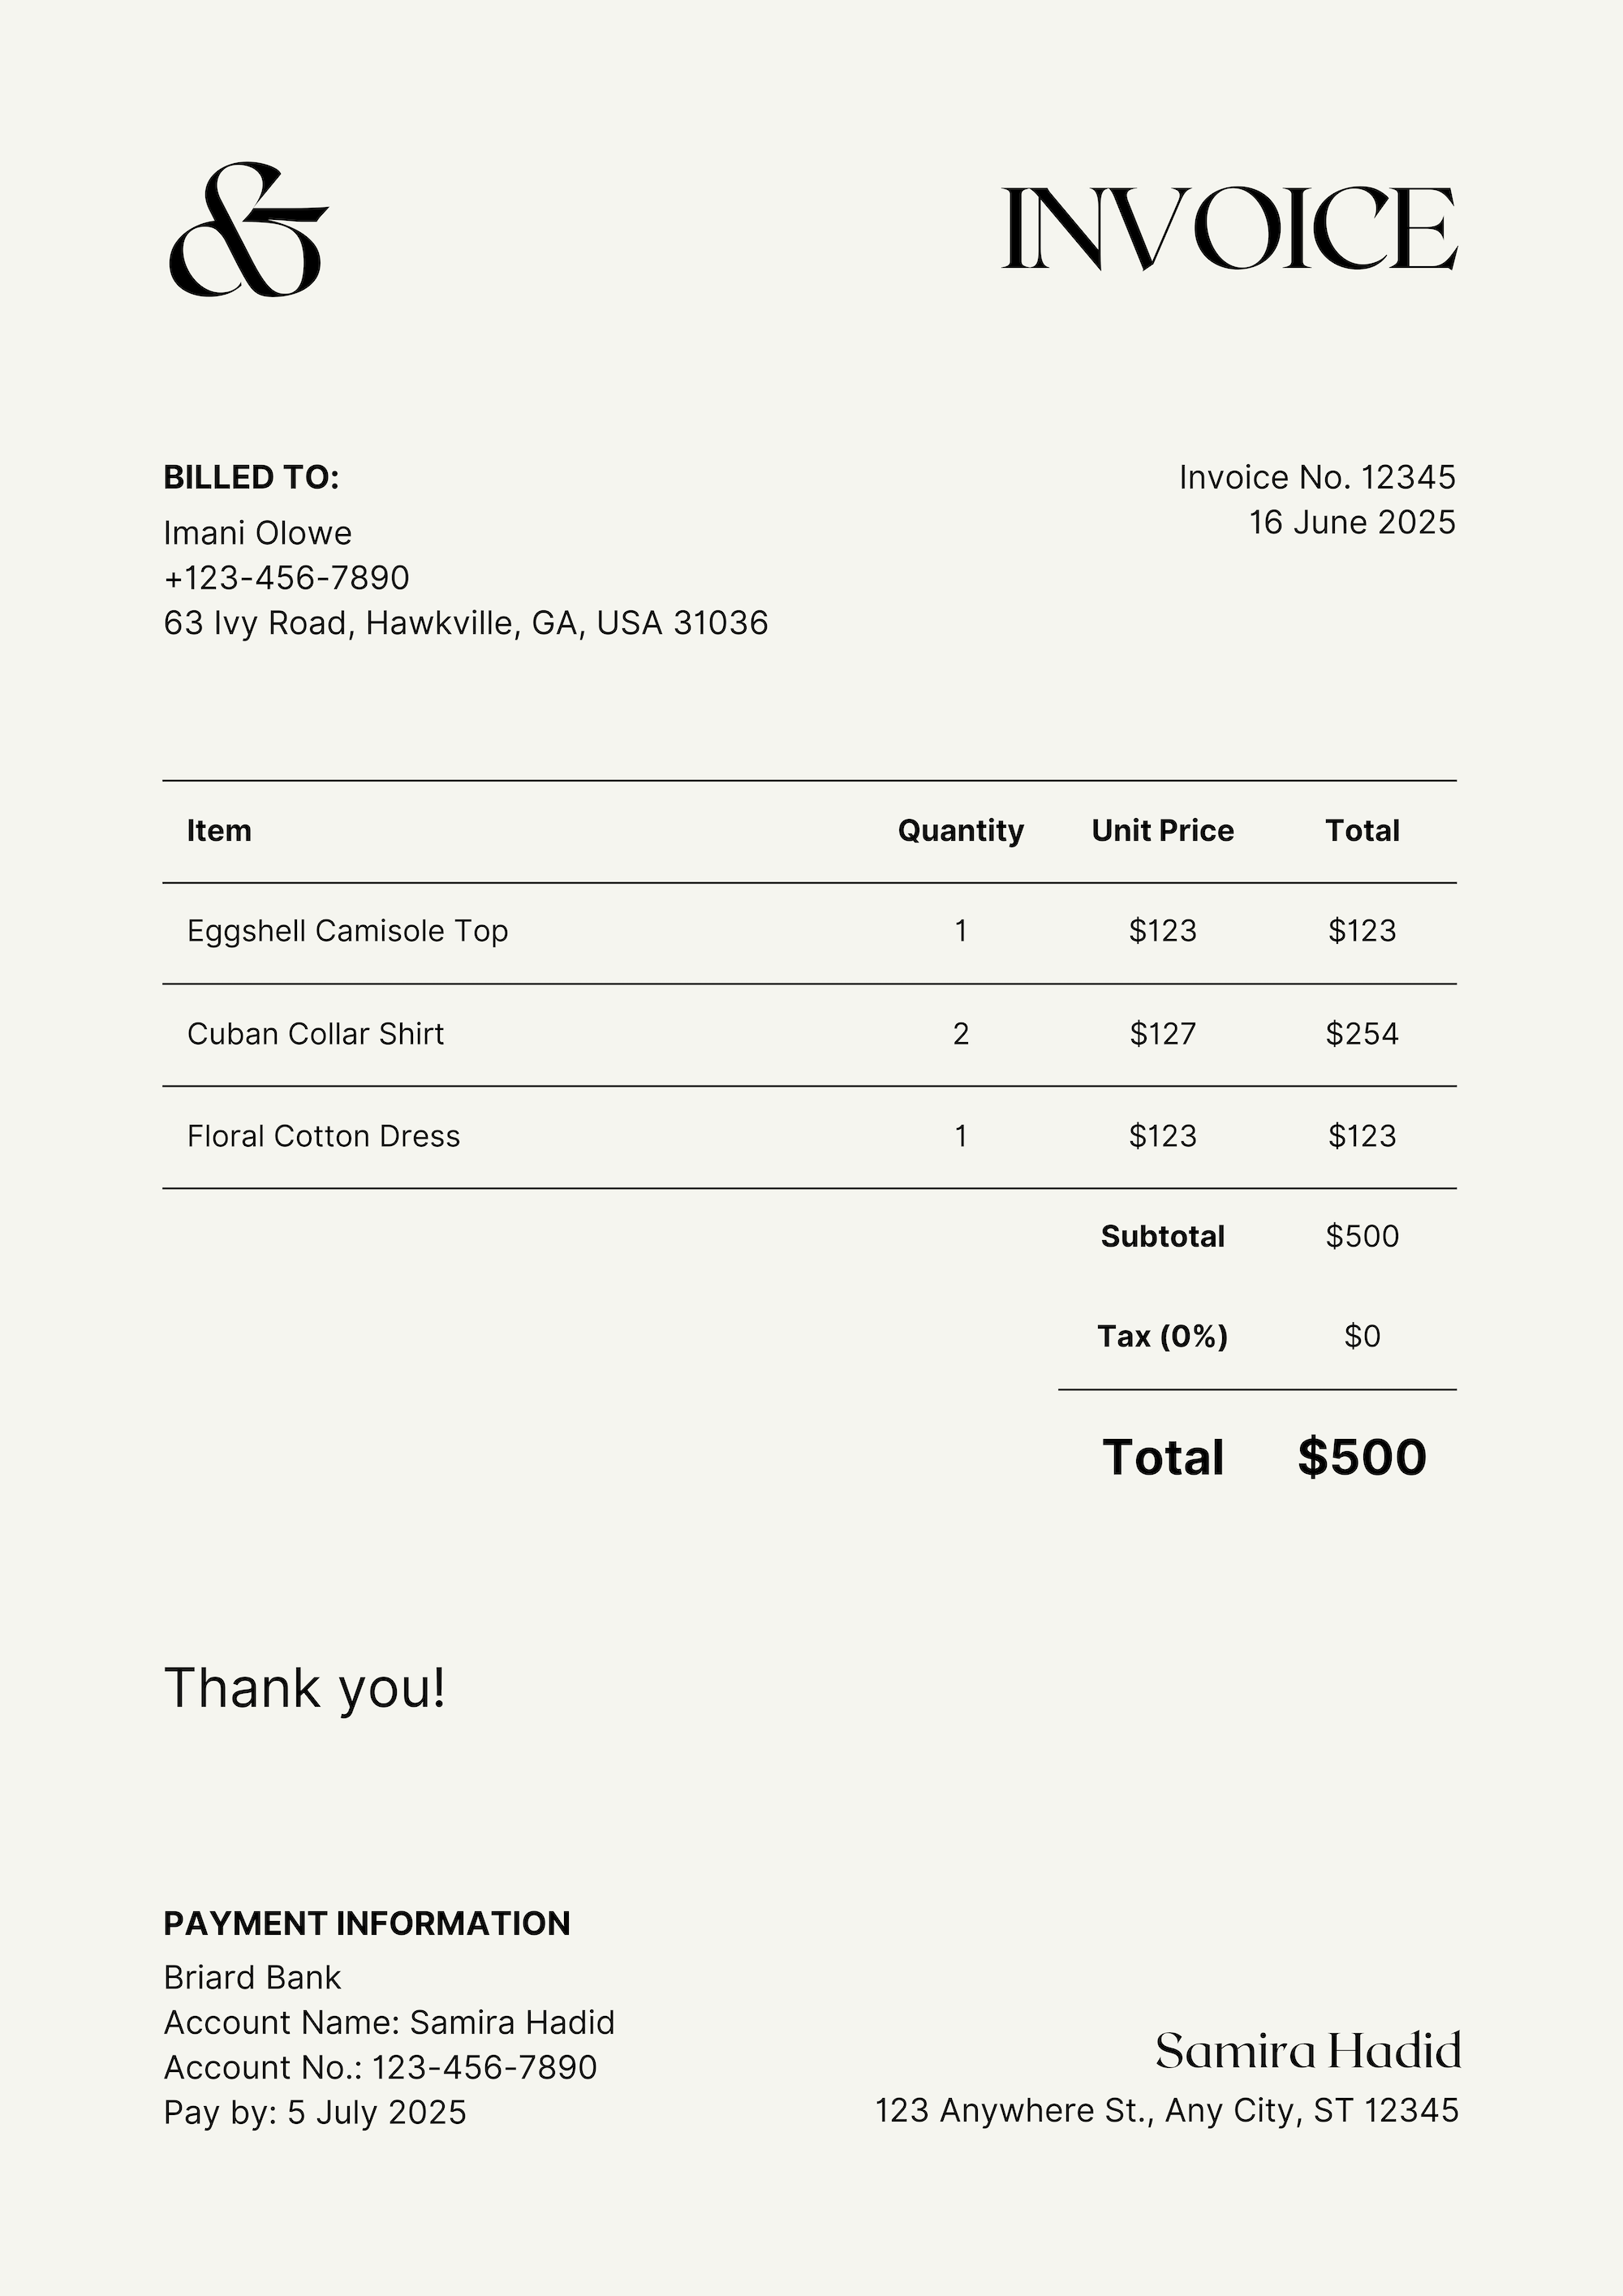 &
INVOICE
BILLED TO:
Imani Olowe
+123-456-7890
63 Ivy Road, Hawkville, GA, USA 31036
Invoice No. 12345
16 June 2025
Item Quantity Unit Price Total
Eggshell Camisole Top 1 $123 $123
Cuban Collar Shirt 2 $127 $254
Floral Cotton Dress 1 $123 $123
Subtotal $500
Tax (0%) $0
Total $500
Thank you!
PAYMENT INFORMATION
Briard Bank
Account Name: Samira Hadid
Account No.: 123-456-7890
Pay by: 5 July 2025
Samira Hadid
123 Anywhere St., Any City, ST 12345